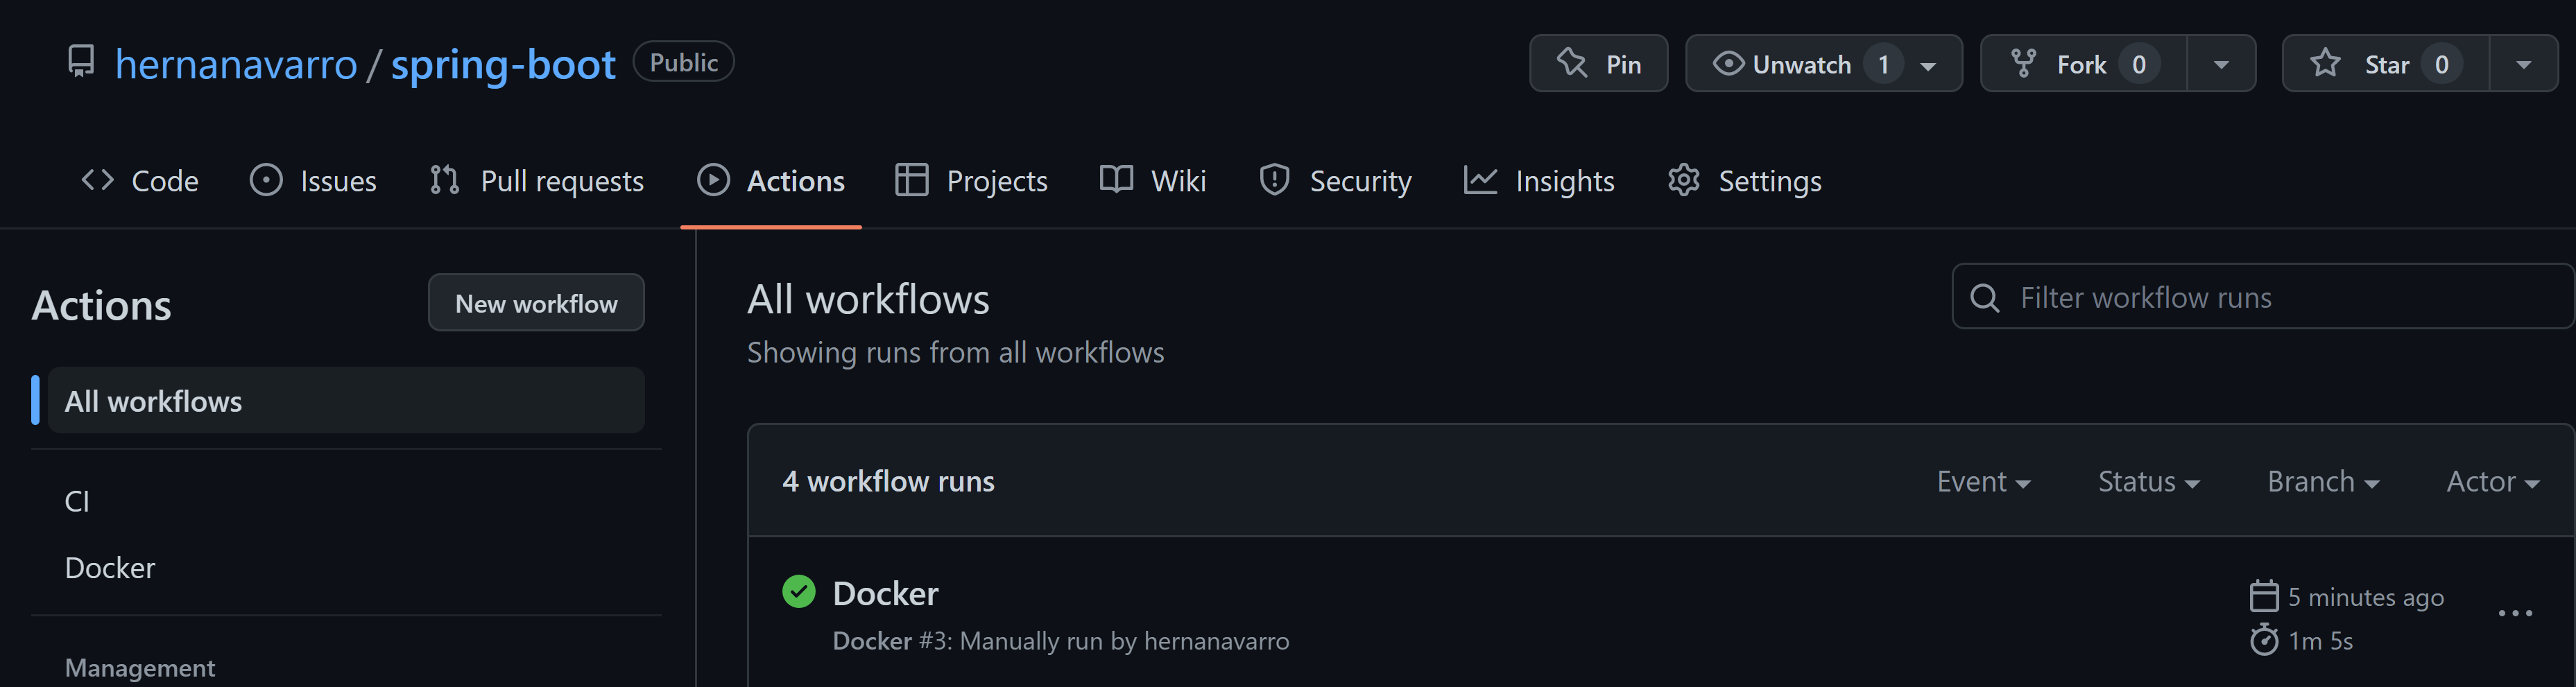 hernanavarro / spring-boot Public
Pin Unwatch 1 Fork 0 Star 0
Code Issues Pull requests Actions Projects Wiki Security Insights Settings
Actions New workflow
All workflows
CI
Docker
Management
All workflows
Showing runs from all workflows
Filter workflow runs
4 workflow runs Event Status Branch Actor
Docker
Docker #3: Manually run by hernanavarro
5 minutes ago
1m 5s